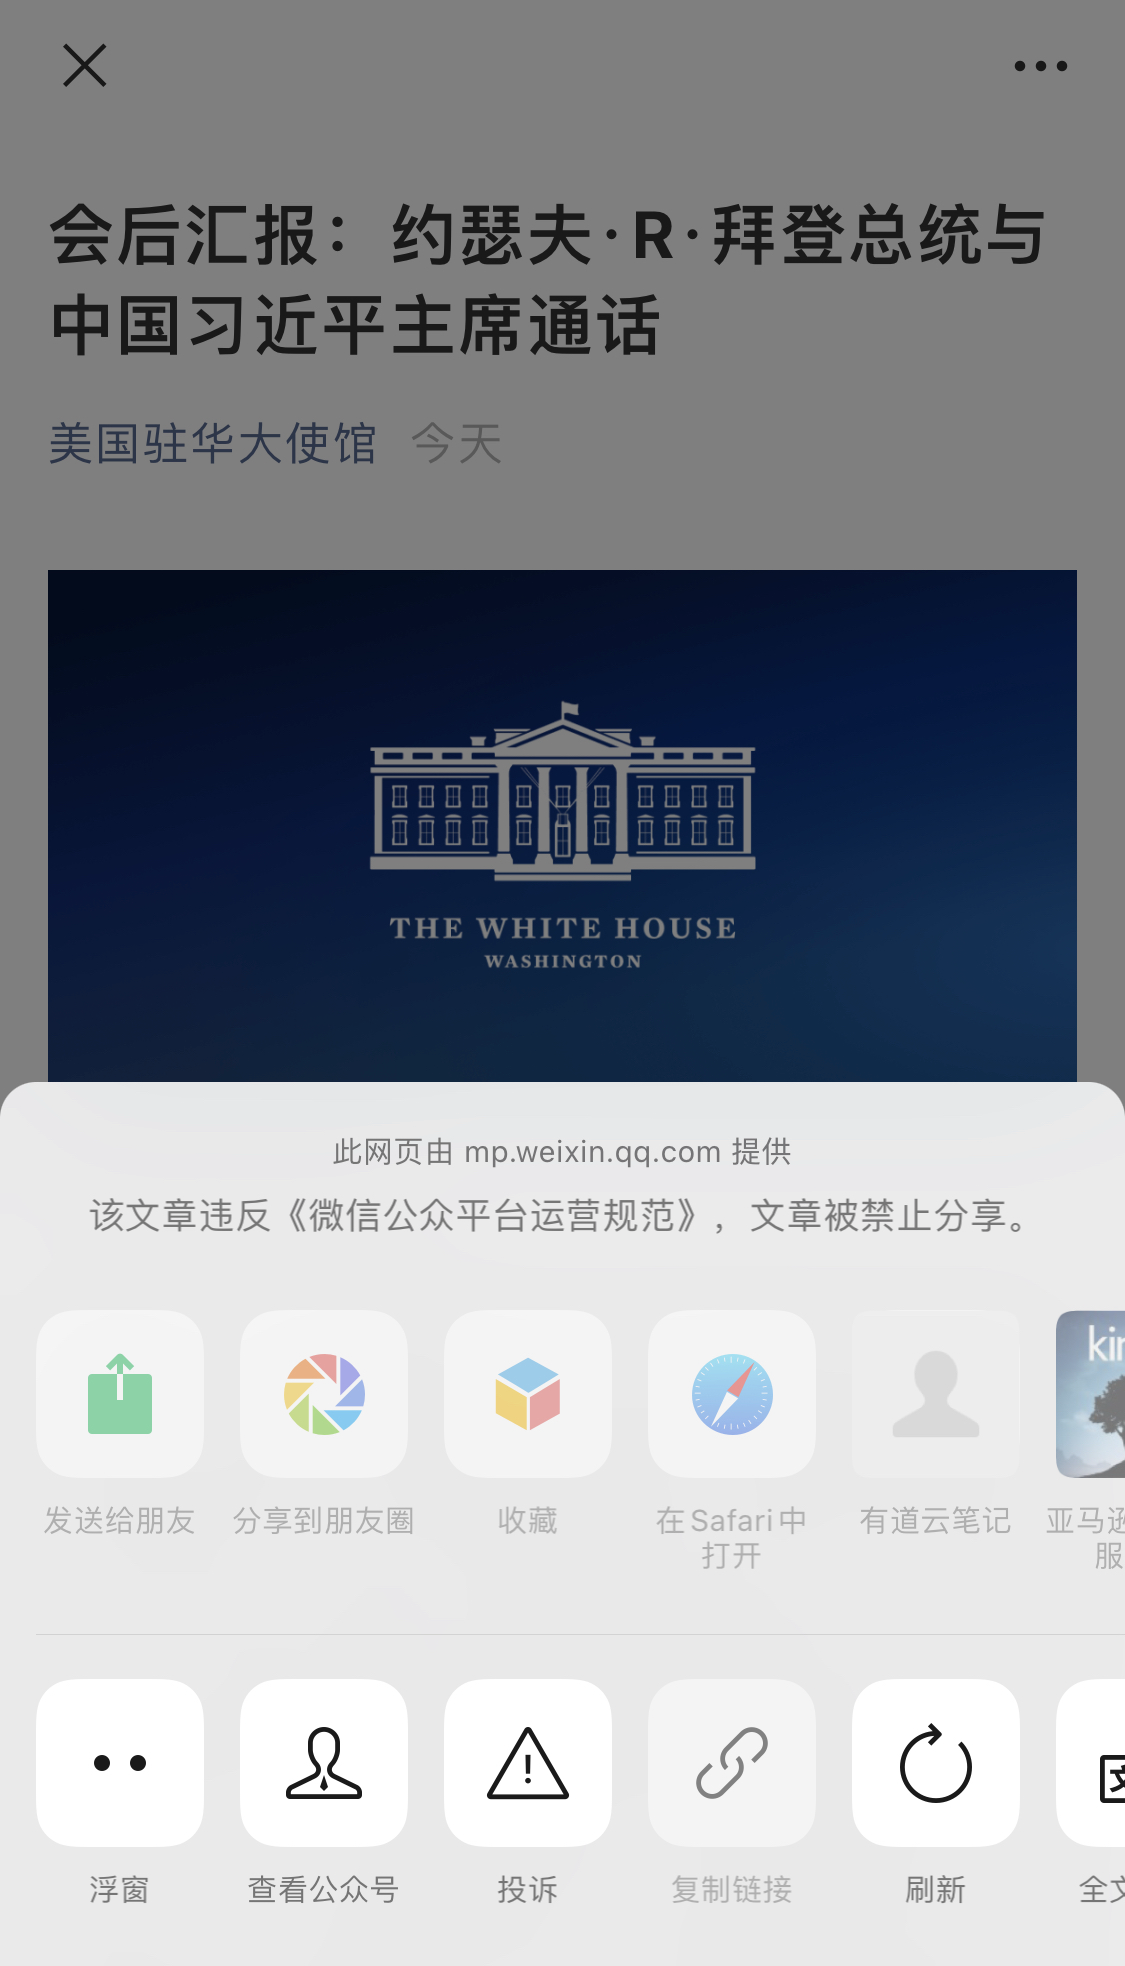 会后汇报：约瑟夫·R·拜登总统与
中国习近平主席通话
美国驻华大使馆 今天
THE WHITE HOUSE
WASHINGTON
此网页由 mp.weixin.qq.com 提供
该文章违反《微信公众平台运营规范》，文章被禁止分享。
kin
发送给朋友 分享到朋友圈 收藏 在Safari中 有道云笔记 亚马逊
打开 服
浮窗 查看公众号 投诉 复制链接 刷新 全文